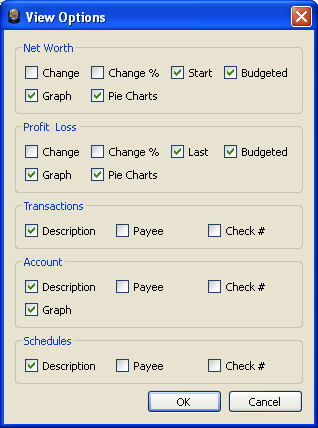 View Options
Net Worth
Change Change % Start Budgeted
Graph Pie Charts
Profit Loss
Change Change % Last Budgeted
Graph Pie Charts
Transactions
Description Payee Check #
Account
Description Payee Check #
Graph
Schedules
Description Payee Check #
OK Cancel